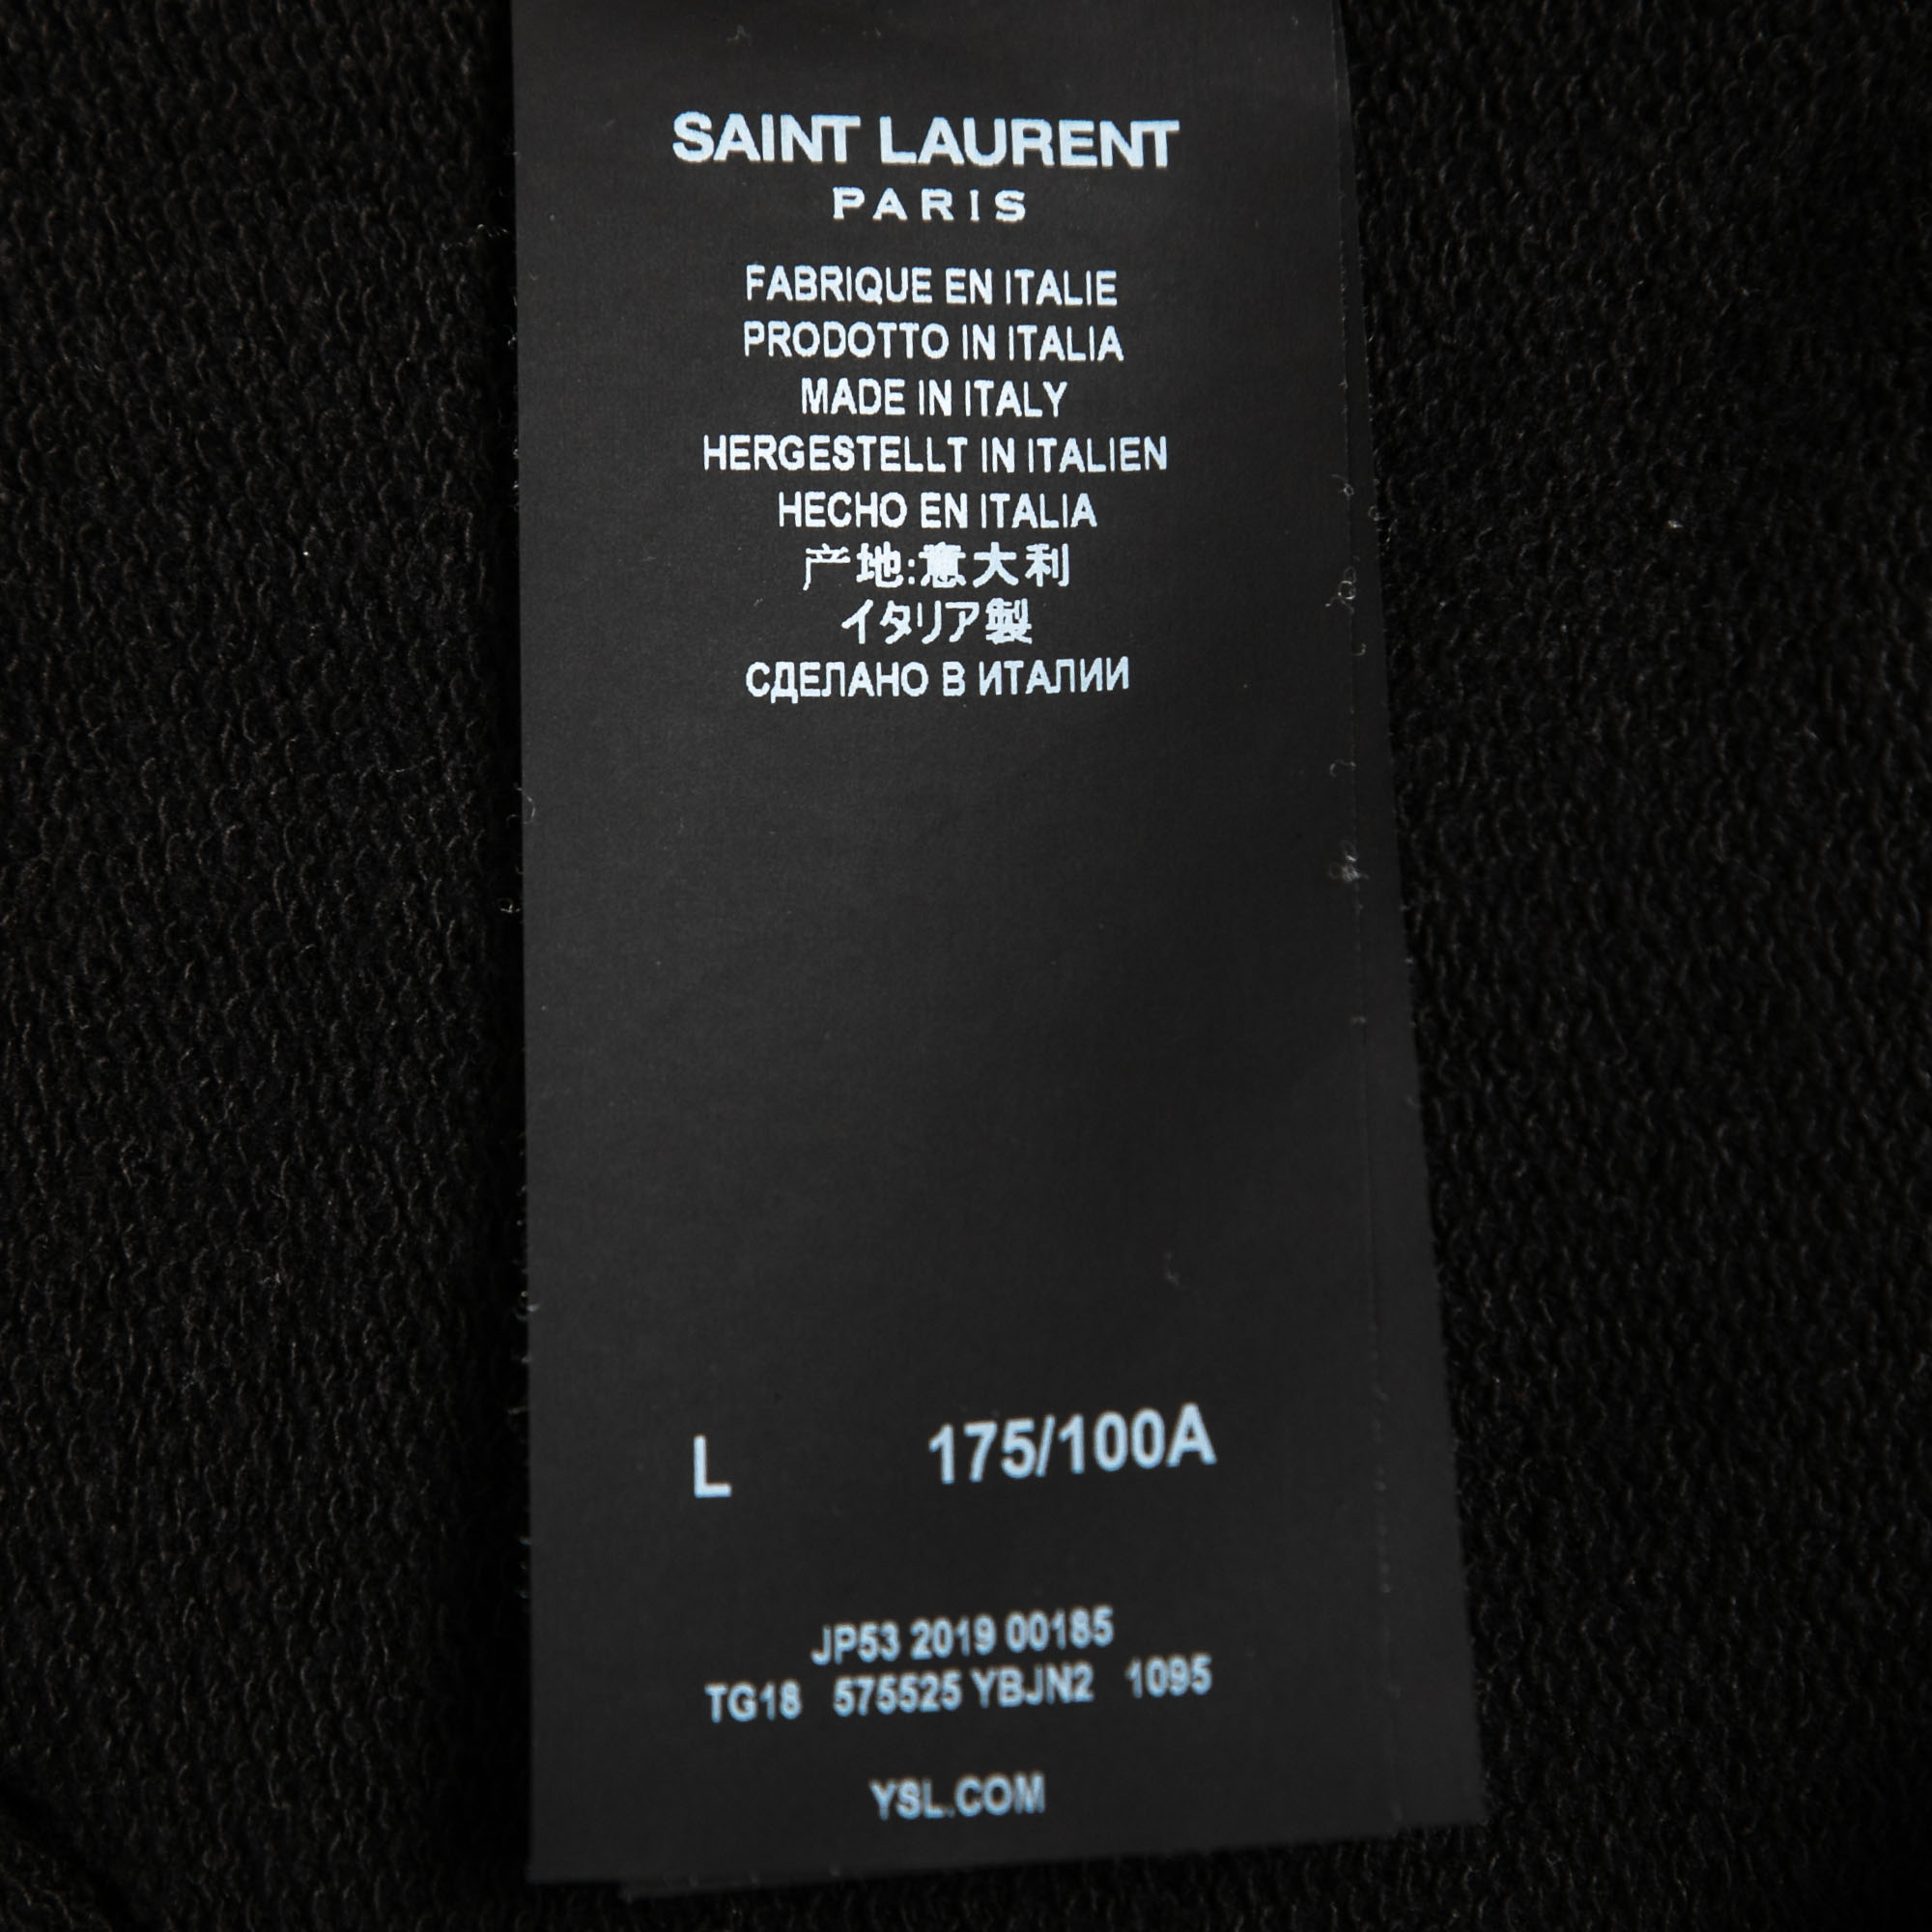 SAINT LAURENT
PARIS
FABRIQUE EN ITALIE
PRODOTTO IN ITALIA
MADE IN ITALY
HERGESTELLT IN ITALIEN
HECHO EN ITALIA
产地:意大利
イタリア製
СДЕЛАНО В ИТАЛИИ
L 175/100A
JP53 2019 00185
TG18 575525 YBJN2 1095
YSL.COM